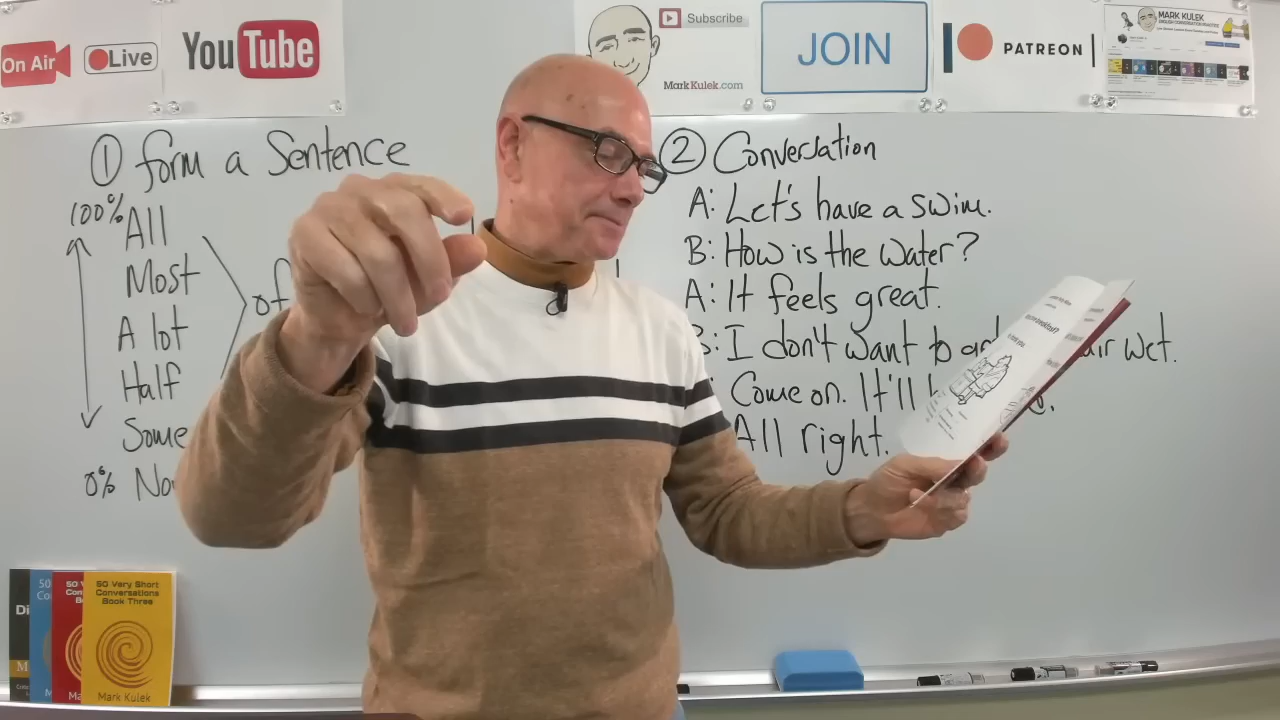 On Air
Live
YouTube
Subscribe
MarkKulek.com
JOIN
PATREON
MARK KULEK
① form a Sentence
100%
All
Most
A lot
Half
Some
0%
of
② Conversation
A: Let's have a swim.
B: How is the water?
A: It feels great.
B: I don't want to wet.
Come on. It'll
All right.
50 Very Short
Conversations
Book Three
Mark Kulek